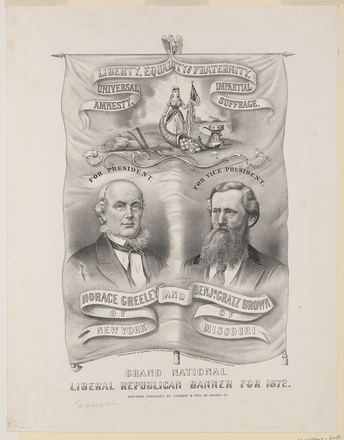 LIBERTY, EQUALITY & FRATERNITY.
UNIVERSAL AMNESTY.
IMPARTIAL SUFFRAGE.
FOR PRESIDENT.
FOR VICE PRESIDENT.
HORACE GREELEY AND BENJ. GRATZ BROWN
OF
OF
NEW YORK
MISSOURI
GRAND NATIONAL
LIBERAL REPUBLICAN BANNER FOR 1872.
NEW YORK, PUBLISHED BY CURRIER & IVES, 125 NASSAU ST.